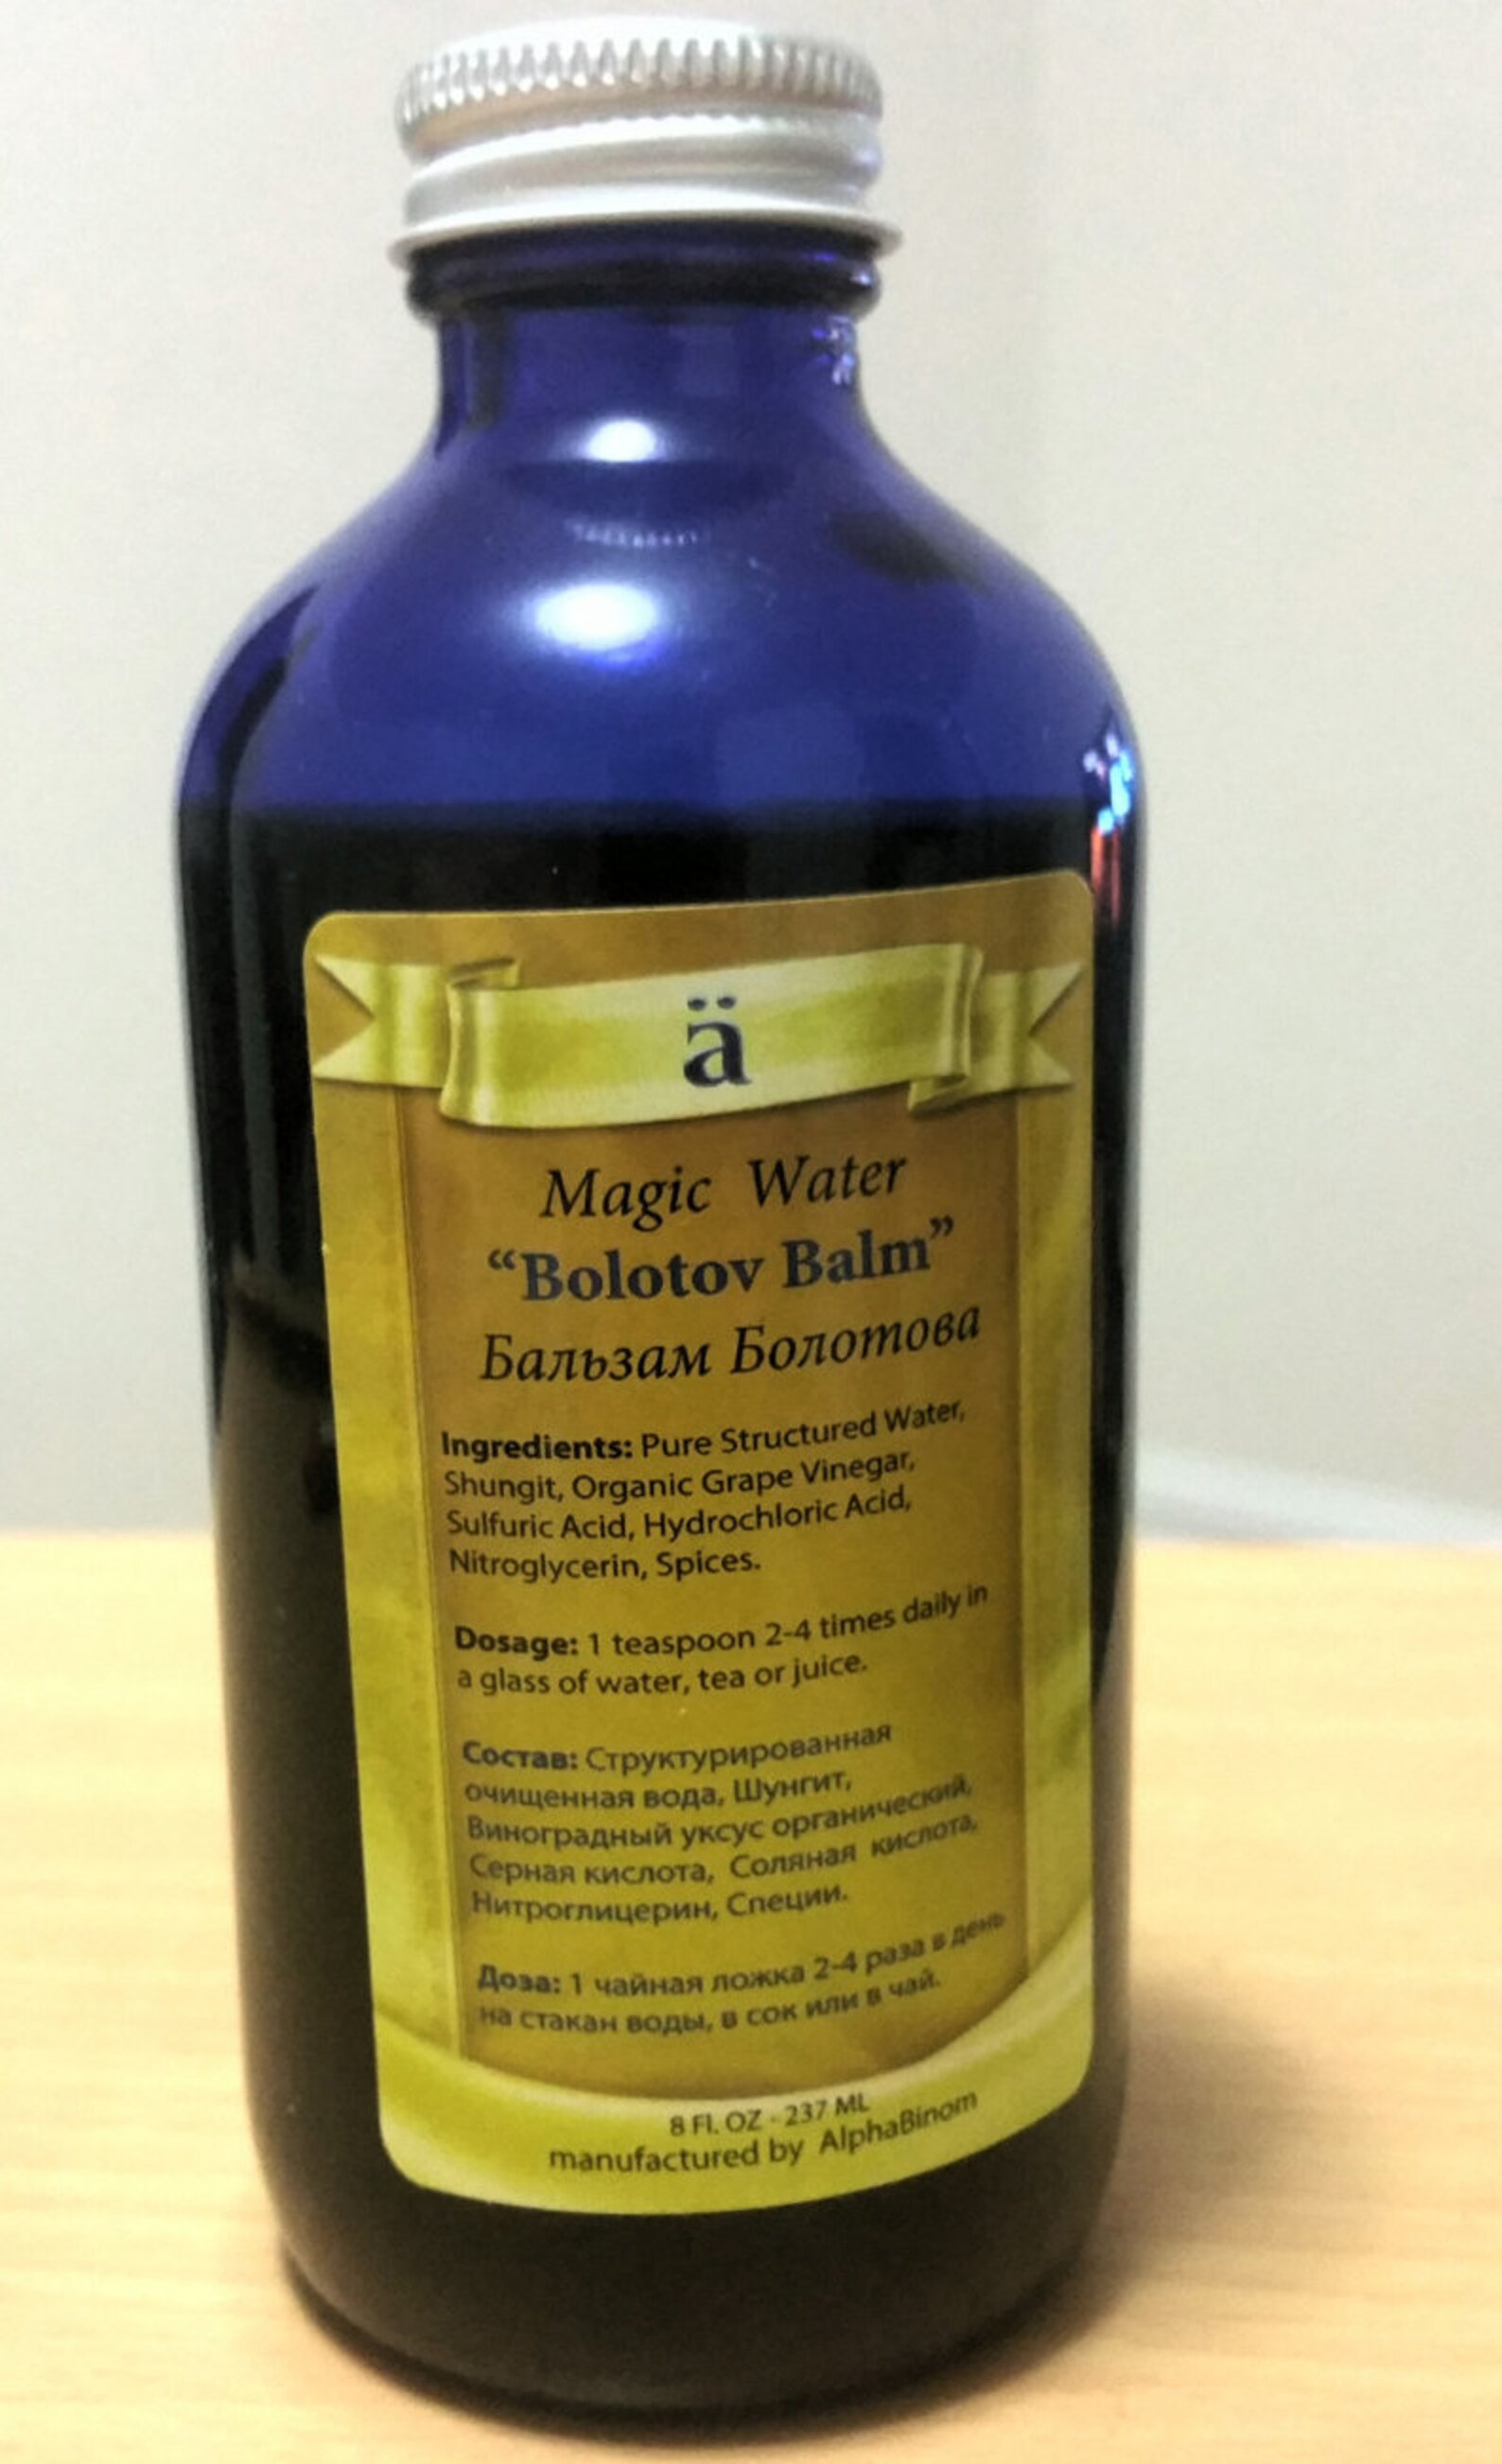 ä
Magic Water
“Bolotov Balm”
Бальзам Болотова
Ingredients: Pure Structured Water,
Shungit, Organic Grape Vinegar,
Sulfuric Acid, Hydrochloric Acid,
Nitroglycerin, Spices.
Dosage: 1 teaspoon 2-4 times daily in
a glass of water, tea or juice.
Состав: Структурированная
очищенная вода, Шунгит,
Виноградный уксус органический,
Серная кислота, Соляная кислота,
Нитроглицерин, Специи.
Доза: 1 чайная ложка 2-4 раза в день
на стакан воды, в сок или в чай.
8 Fl. OZ - 237 ML
manufactured by AlphaBinom